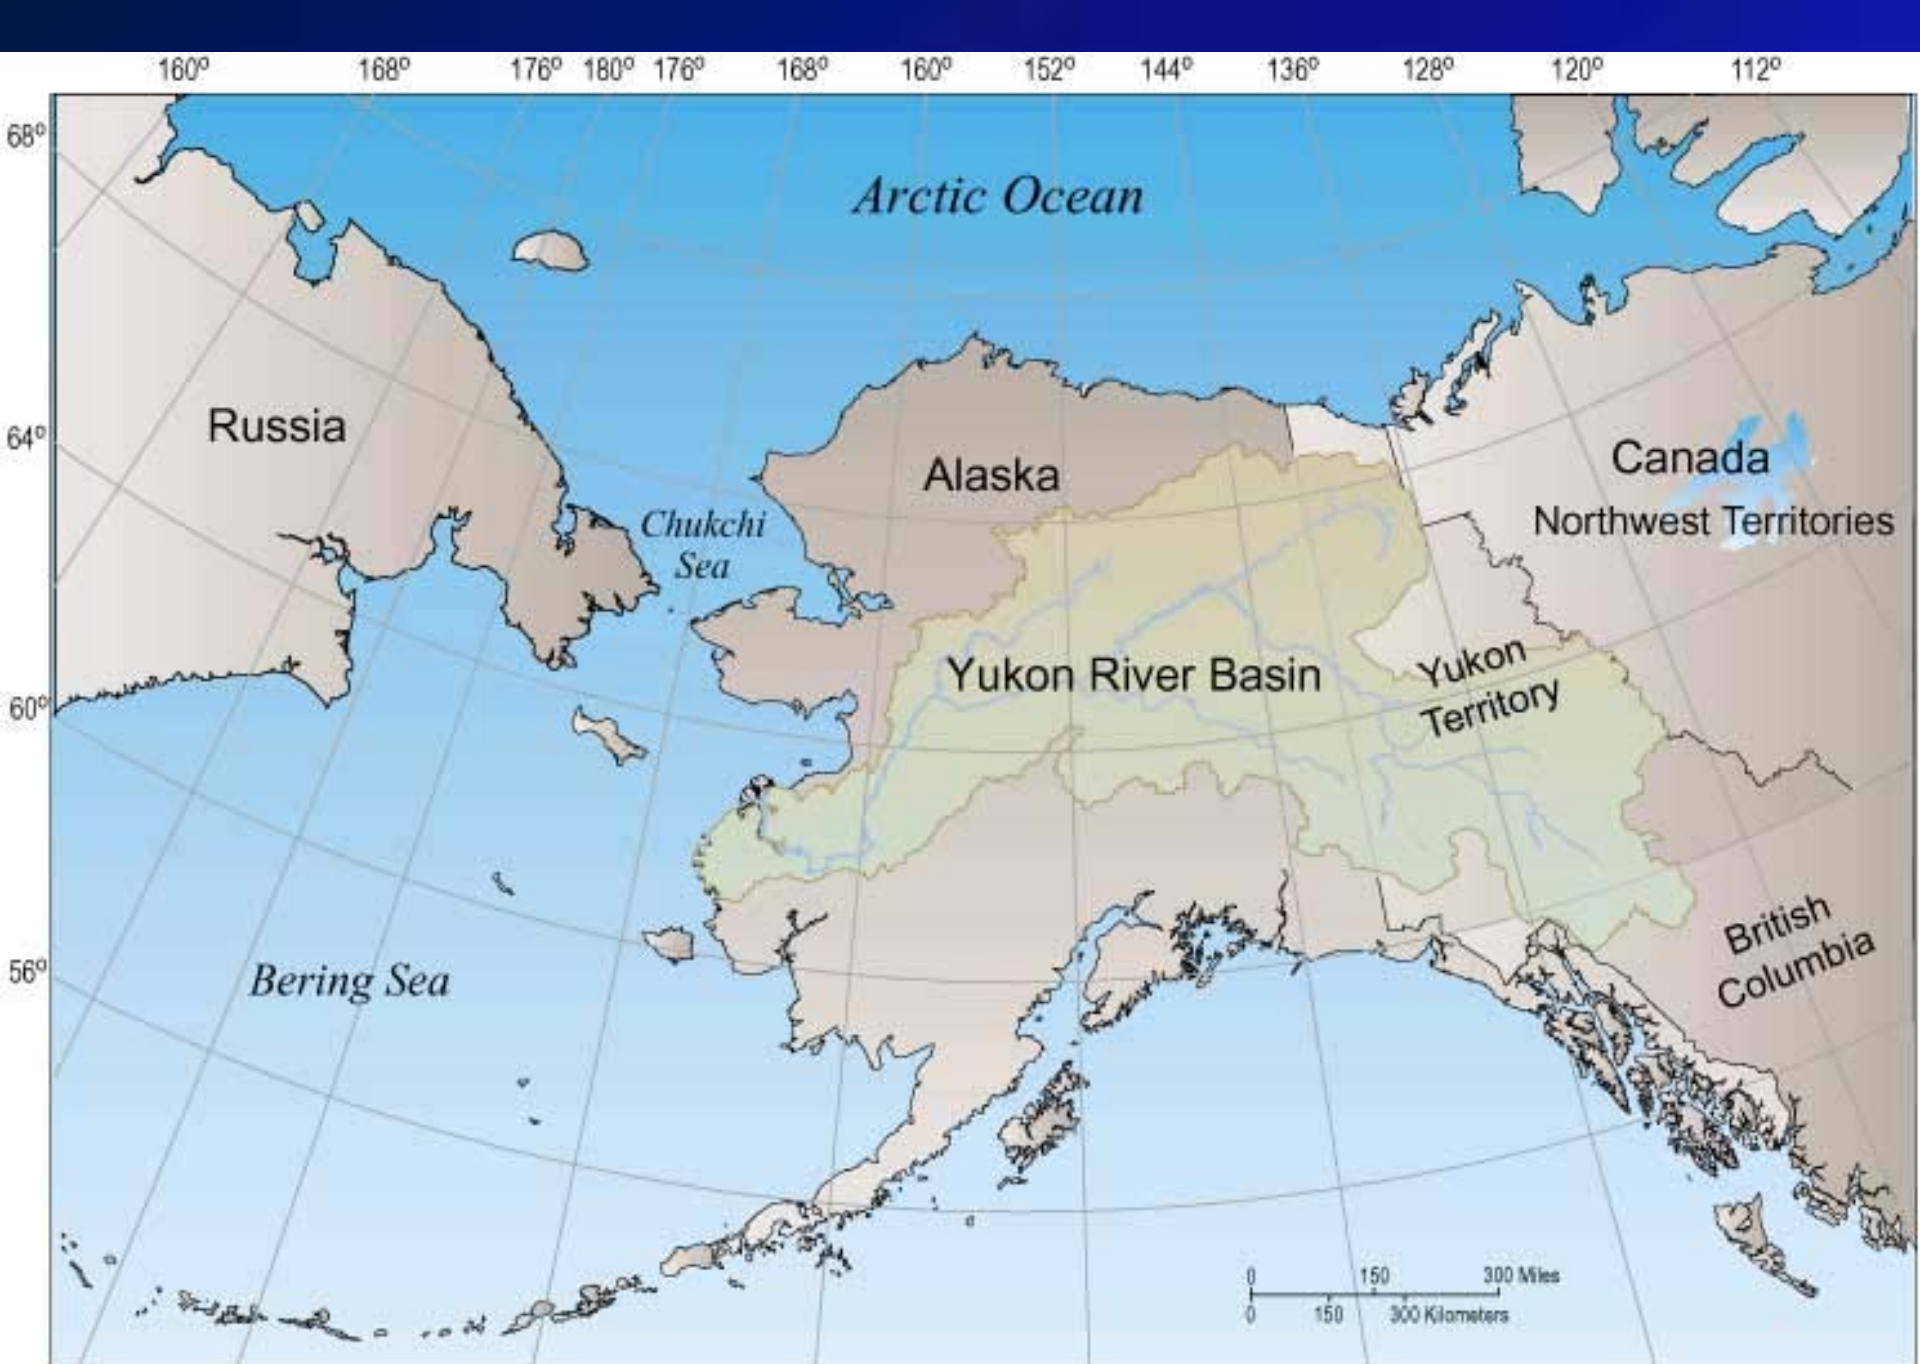 160º 168º 176º 180º 176º 168º 160º 152º 144º 136º 128º 120º 112º
68º
64º
60º
56º
Arctic Ocean
Russia
Alaska
Canada
Northwest Territories
Chukchi
Sea
Yukon River Basin
Yukon
Territory
British
Columbia
Bering Sea
0 150 300 Miles
0 150 300 Kilometers